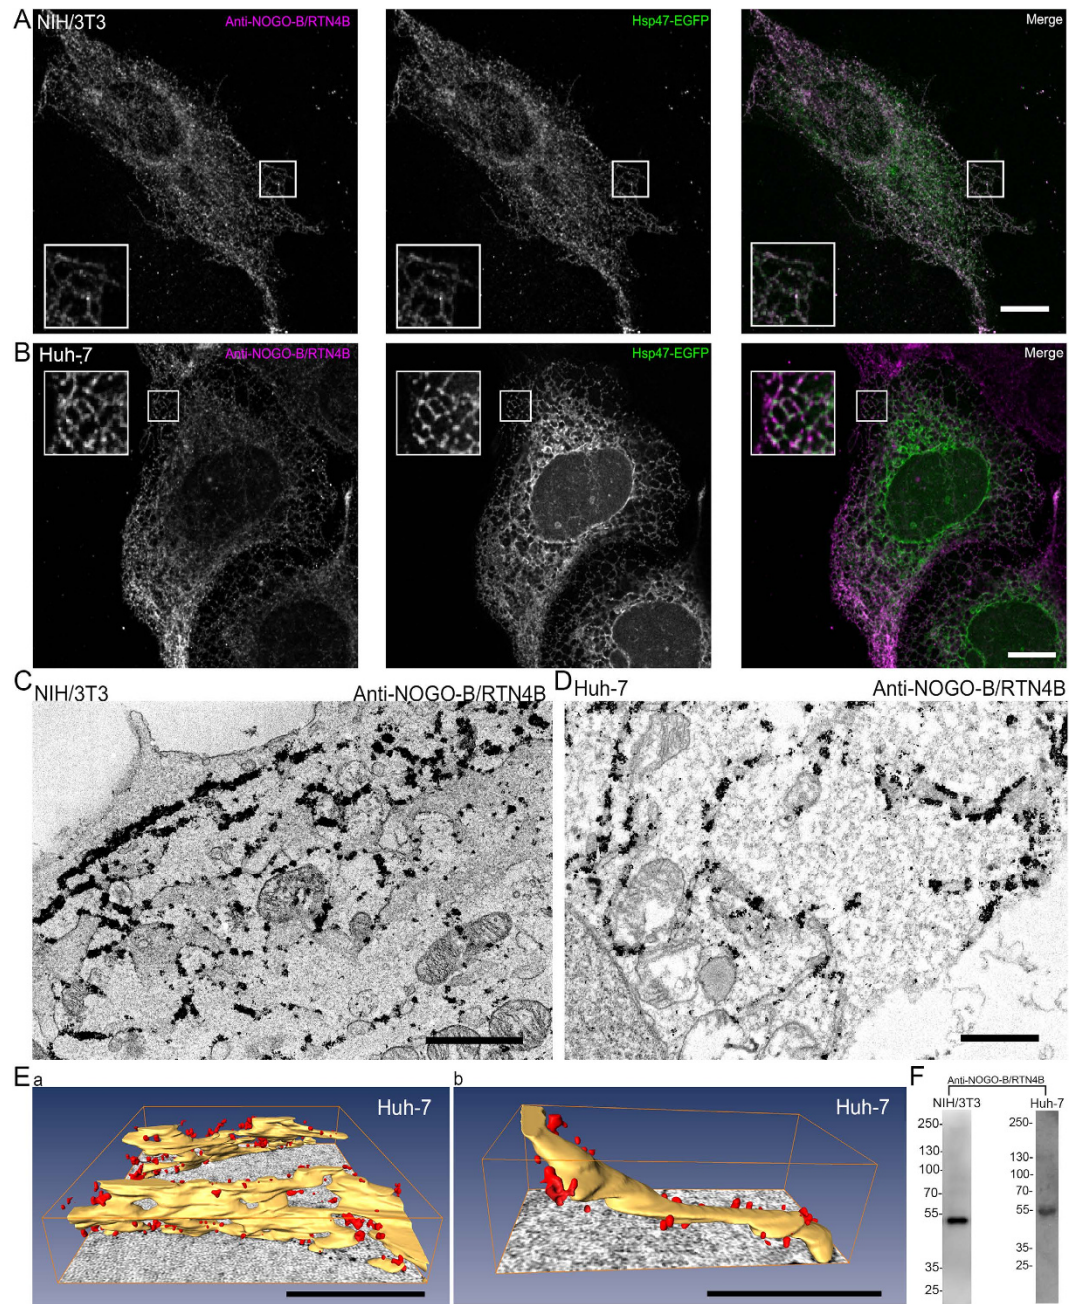 A
NIH/3T3
Anti-NOGO-B/RTN4B
Hsp47-EGFP
Merge
B
Huh-7
Anti-NOGO-B/RTN4B
Hsp47-EGFP
Merge
C
NIH/3T3
Anti-NOGO-B/RTN4B
D
Huh-7
Anti-NOGO-B/RTN4B
E
a
Huh-7
b
Huh-7
F
Anti-NOGO-B/RTN4B
NIH/3T3
Huh-7
250-
130-
100-
70-
55-
35-
25-
250-
130-
100-
70-
55-
35-
25-